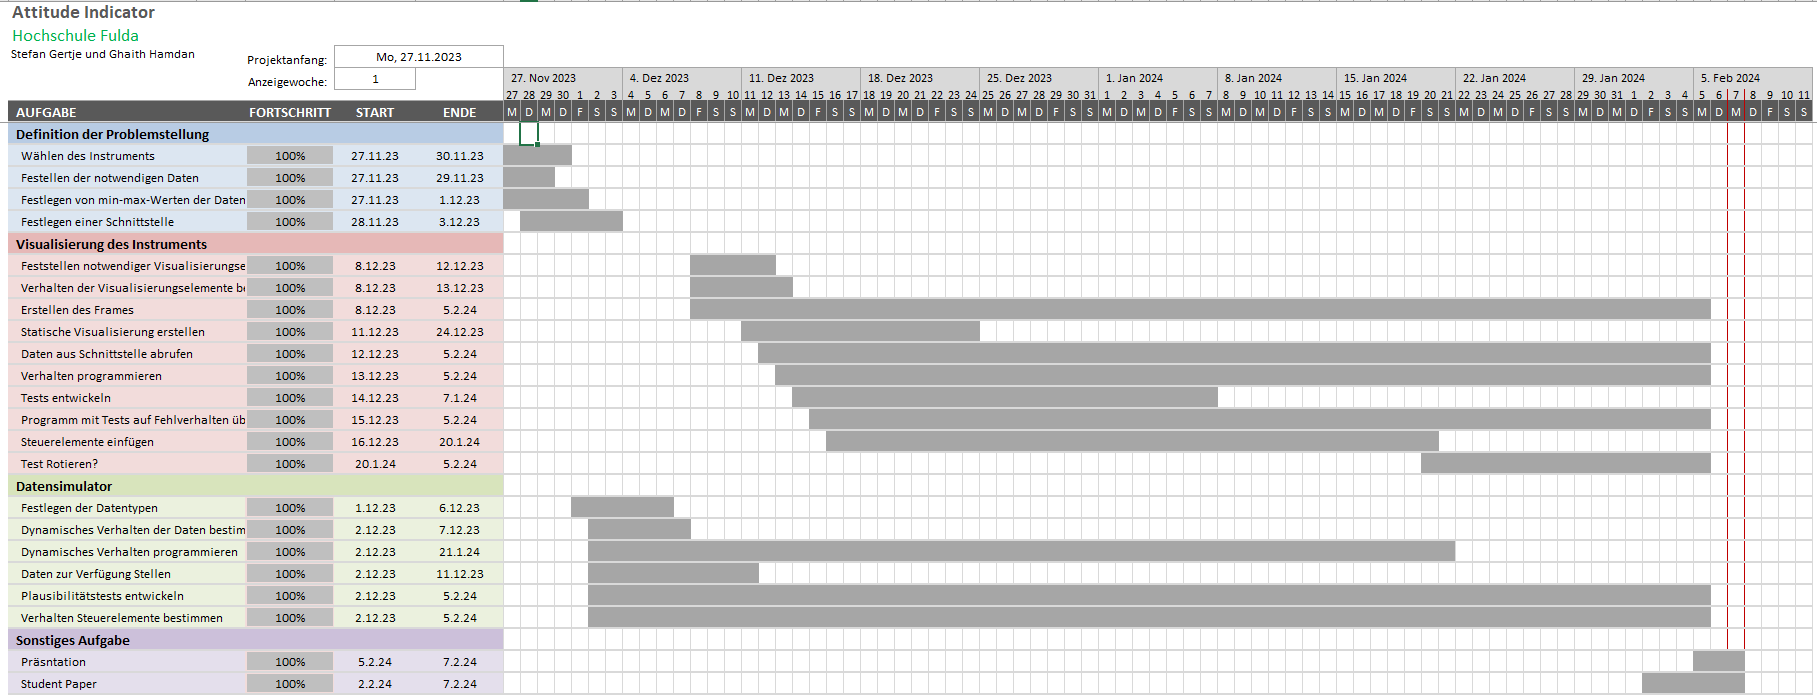 Attitude Indicator
Hochschule Fulda
Stefan Gertje und Ghaith Hamdan
Projektanfang: Mo, 27.11.2023
Anzeigewoche: 1
27. Nov 2023 4. Dez 2023 11. Dez 2023 18. Dez 2023 25. Dez 2023 1. Jan 2024 8. Jan 2024 15. Jan 2024 22. Jan 2024 29. Jan 2024 5. Feb 2024
27 28 29 30 1 2 3 4 5 6 7 8 9 10 11 12 13 14 15 16 17 18 19 20 21 22 23 24 25 26 27 28 29 30 31 1 2 3 4 5 6 7 8 9 10 11 12 13 14 15 16 17 18 19 20 21 22 23 24 25 26 27 28 29 30 31 1 2 3 4 5 6 7 8 9 10 11
AUFGABE FORTSCHRITT START ENDE M D M D F S S M D M D F S S M D M D F S S M D M D F S S M D M D F S S M D M D F S S M D M D F S S M D M D F S S M D M D F S S M D M D F S S M D M D F S S
Definition der Problemstellung
Wählen des Instruments 100% 27.11.23 30.11.23
Festellen der notwendigen Daten 100% 27.11.23 29.11.23
Festlegen von min-max-Werten der Daten 100% 27.11.23 1.12.23
Festlegen einer Schnittstelle 100% 28.11.23 3.12.23
Visualisierung des Instruments
Feststellen notwendiger Visualisierungse 100% 8.12.23 12.12.23
Verhalten der Visualisierungselemente be 100% 8.12.23 13.12.23
Erstellen des Frames 100% 8.12.23 5.2.24
Statische Visualisierung erstellen 100% 11.12.23 24.12.23
Daten aus Schnittstelle abrufen 100% 12.12.23 5.2.24
Verhalten programmieren 100% 13.12.23 5.2.24
Tests entwickeln 100% 14.12.23 7.1.24
Programm mit Tests auf Fehlverhalten üb 100% 15.12.23 5.2.24
Steuerelemente einfügen 100% 16.12.23 20.1.24
Test Rotieren? 100% 20.1.24 5.2.24
Datensimulator
Festlegen der Datentypen 100% 1.12.23 6.12.23
Dynamisches Verhalten der Daten bestim 100% 2.12.23 7.12.23
Dynamisches Verhalten programmieren 100% 2.12.23 21.1.24
Daten zur Verfügung Stellen 100% 2.12.23 11.12.23
Plausibilitätstests entwickeln 100% 2.12.23 5.2.24
Verhalten Steuerelemente bestimmen 100% 2.12.23 5.2.24
Sonstiges Aufgabe
Präsntation 100% 5.2.24 7.2.24
Student Paper 100% 2.2.24 7.2.24